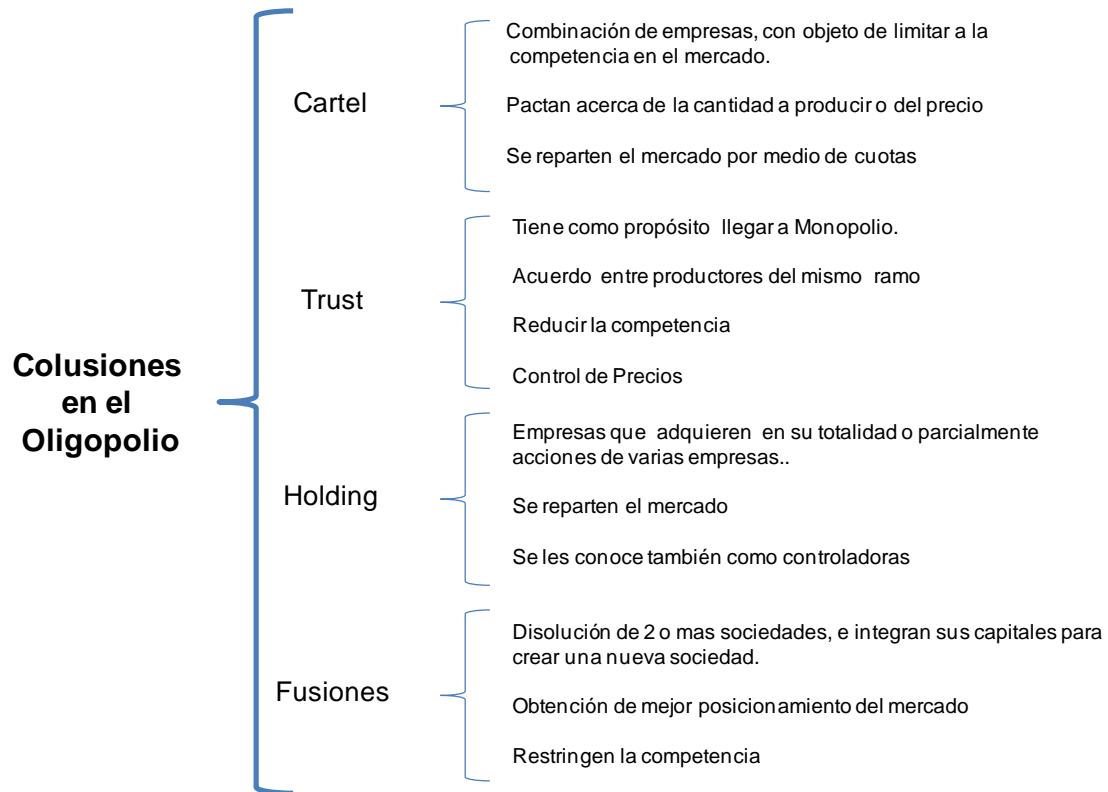 Colusiones
en el
Oligopolio
Cartel
Combinación de empresas, con objeto de limitar a la
competencia en el mercado.
Pactan acerca de la cantidad a producir o del precio
Se reparten el mercado por medio de cuotas
Trust
Tiene como propósito llegar a Monopolio.
Acuerdo entre productores del mismo ramo
Reducir la competencia
Control de Precios
Holding
Empresas que adquieren en su totalidad o parcialmente
acciones de varias empresas..
Se reparten el mercado
Se les conoce también como controladoras
Fusiones
Disolución de 2 o mas sociedades, e integran sus capitales para
crear una nueva sociedad.
Obtención de mejor posicionamiento del mercado
Restringen la competencia